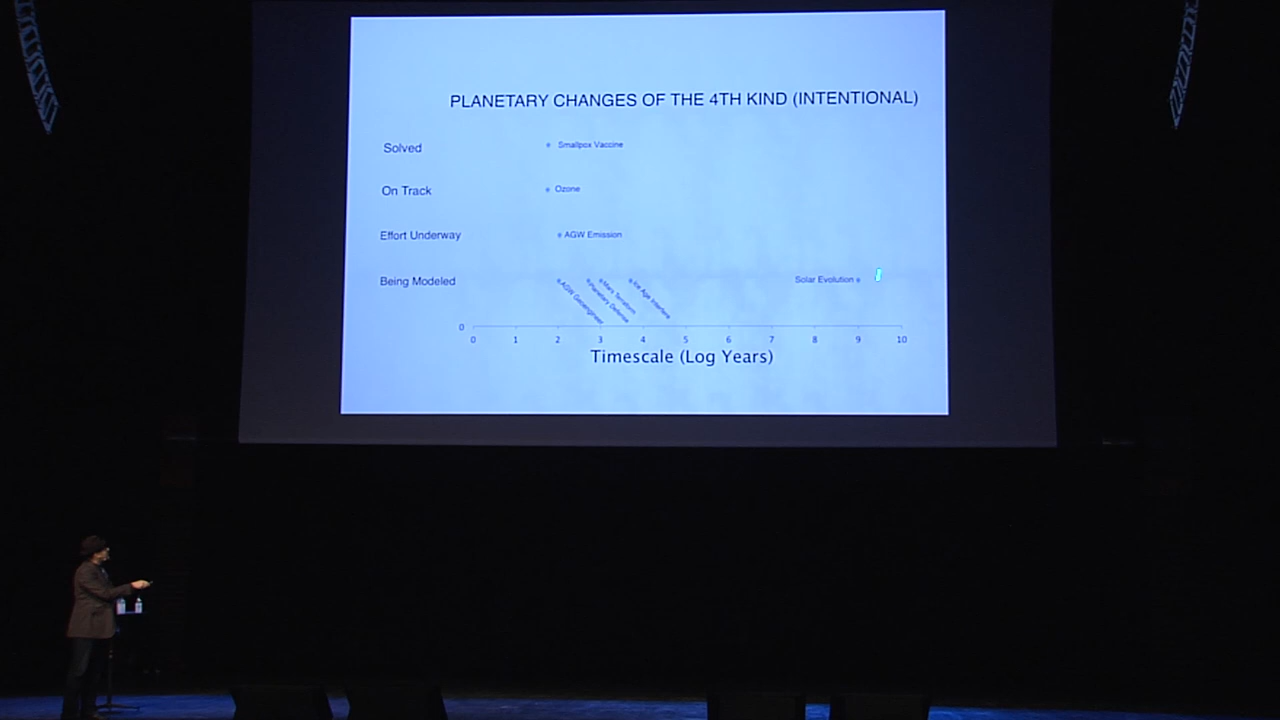 PLANETARY CHANGES OF THE 4TH KIND (INTENTIONAL)
Solved
Smallpox Vaccine
On Track
Ozone
Effort Underway
AGW Emission
Being Modeled
AGW Geoengineer
Planetary Defense
Mars Terraform
Ice Age Interfere
Solar Evolution
0
0 1 2 3 4 5 6 7 8 9 10
Timescale (Log Years)